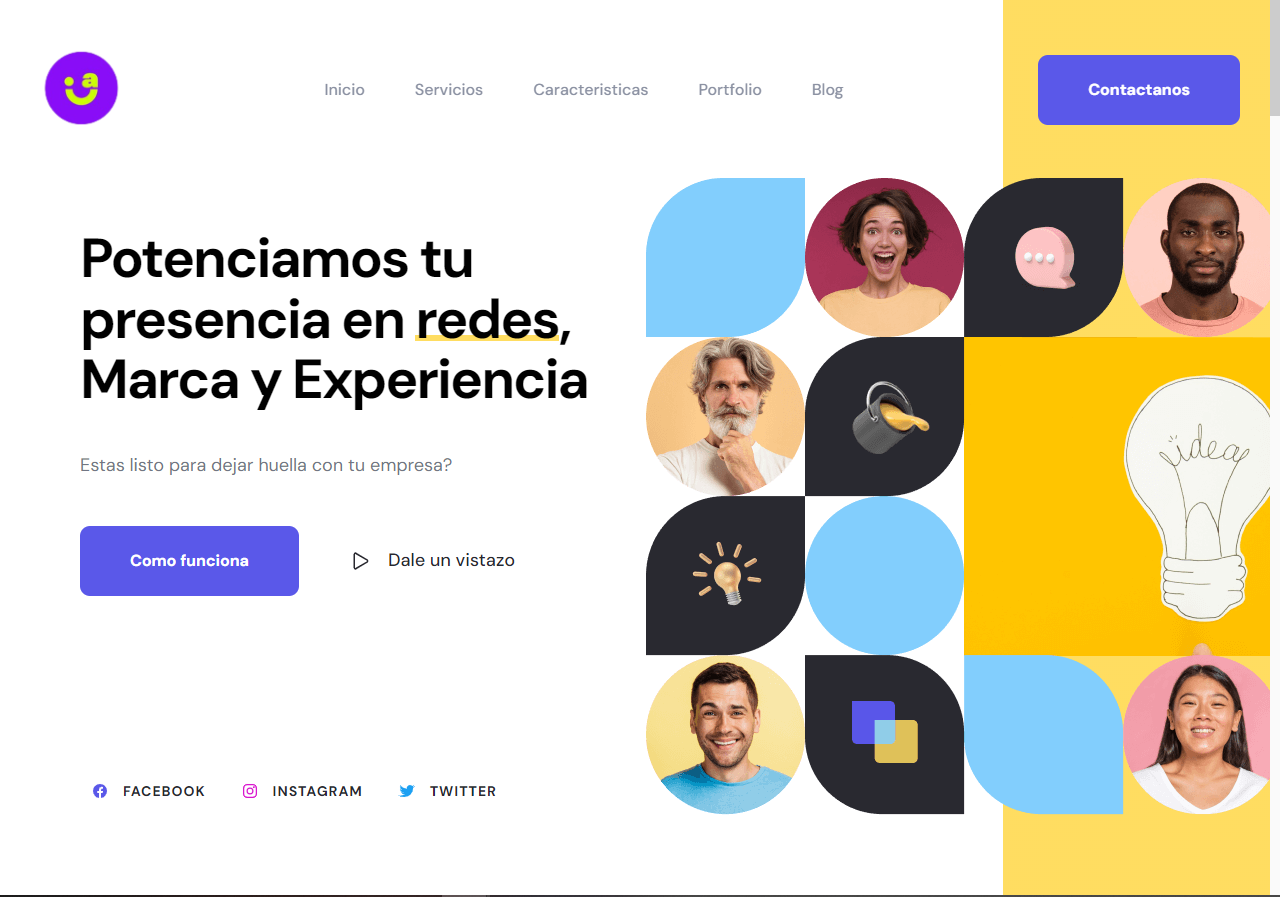 a
Inicio
Servicios
Caracteristicas
Portfolio
Blog
Contactanos
Potenciamos tu
presencia en redes,
Marca y Experiencia
Estas listo para dejar huella con tu empresa?
Como funciona
Dale un vistazo
idea
FACEBOOK
INSTAGRAM
TWITTER